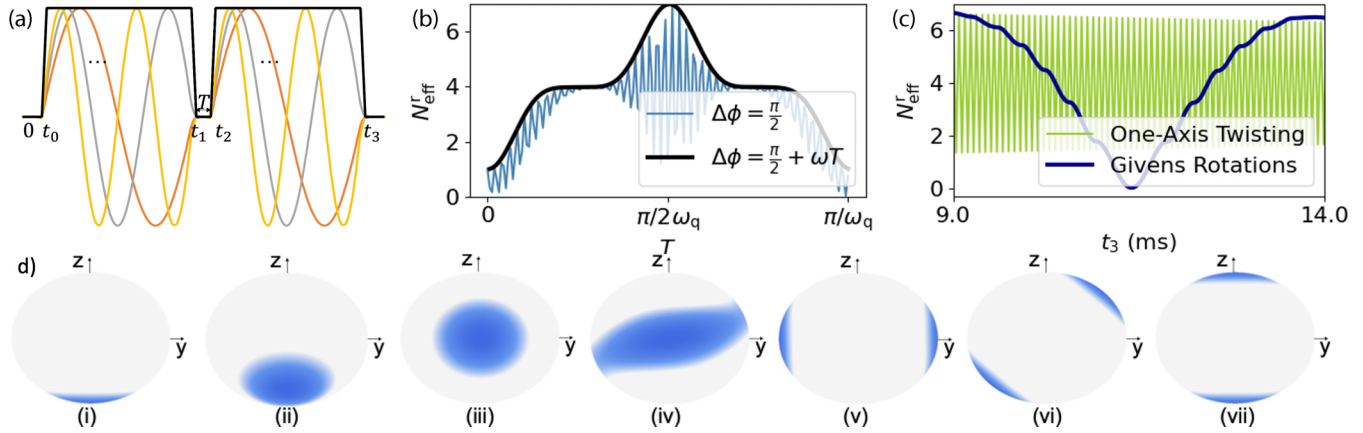 (a)
... ...
T
0 t₀ t₁ t₂ t₃
(b)
N^r_eff
6
4
2
0
Δϕ = π/2
Δϕ = π/2 + ωT
0 π/2ω_q π/ω_q
T
(c)
N^r_eff
6
4
2
0
One-Axis Twisting
Givens Rotations
9.0 14.0
t₃ (ms)
d)
z z z z z z z
y y y y y y y
(i) (ii) (iii) (iv) (v) (vi) (vii)